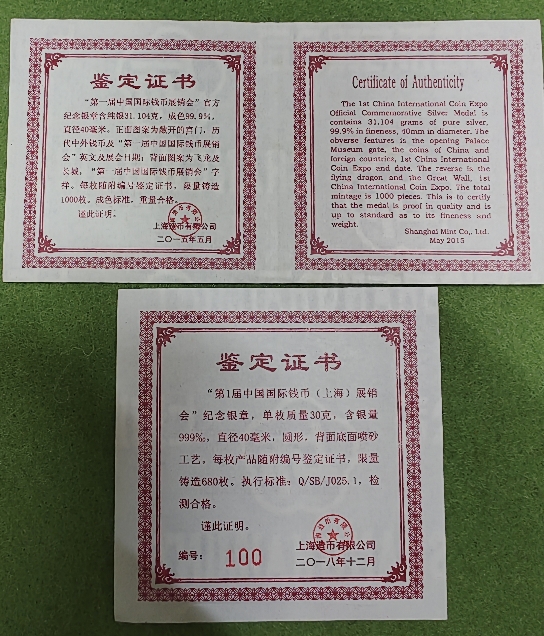 鉴定证书
“第一届中国国际钱币展销会”官方
纪念银章含纯银31.104克，成色99.9%，
直径40毫米。正面图案为敞开的宫门，历
代中外钱币及“第一届中国国际钱币展销
会”英文及展会日期；背面图案为飞龙及
长城，“第一届中国国际钱币展销会”字
样。每枚附编号鉴定证书，限量铸造
1000枚。成色标准，重量合格。
谨此证明。
上海造币有限公司
二〇一五年五月
Certificate of Authenticity
The 1st China International Coin Expo
Official Commemorative Silver Medal
contains 31.104 grams of pure silver,
99.9% in fineness, 40mm in diameter. The
obverse features is the opening Palace
Museum gate, the coins of China and
foreign countries, 1st China International
Coin Expo and date. The reverse is the
flying dragon and the Great Wall, 1st
China International Coin Expo. The total
mintage is 1000 pieces. This is to certify
that the medal is proof in quality and is
up to standard as to its fineness and
weight.
Shanghai Mint Co., Ltd.
May 2015
鉴定证书
“第1届中国国际钱币（上海）展销
会”纪念银章，单枚质量30克，含银量
999‰，直径40毫米，圆形，背面底面喷砂
工艺，每枚产品随附编号鉴定证书，限量
铸造680枚。执行标准：Q/SB/J025.1，检
测合格。
谨此证明。
编号： 100
上海造币有限公司
二〇一八年十二月